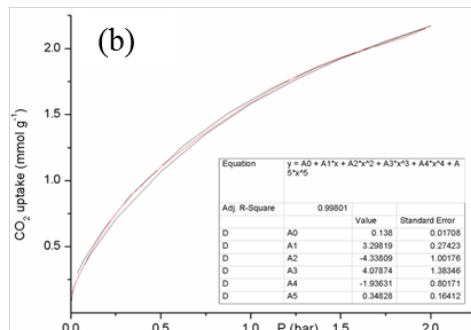 (b)
CO2 uptake (mmol g-1)
2.0
1.5
1.0
0.5
0.0
0.5
1.0
1.5
2.0
P (bar)
Equation y = A0 + A1*x + A2*x^2 + A3*x^3 + A4*x^4 + A
5*x^5
Adj. R-Square 0.99801
Value Standard Error
D A0 0.138 0.01708
D A1 3.29819 0.27423
D A2 -4.33809 1.00176
D A3 4.07874 1.38346
D A4 -1.93631 0.80171
D A5 0.34828 0.16412